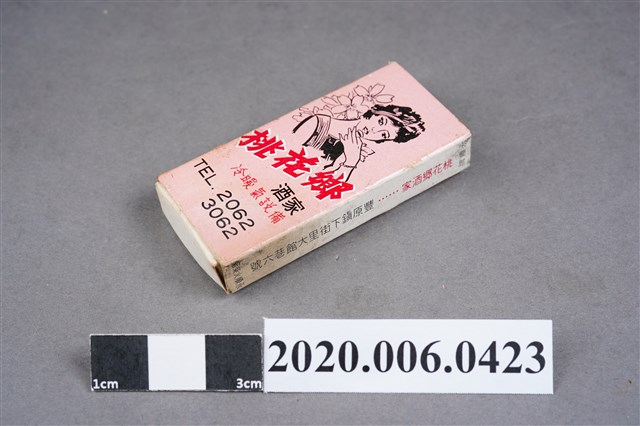 桃花鄉
酒家
冷暖氣設備
TEL. 2062
3062
桃花鄉酒家……豐原鎮下街里大館巷六號
1cm
3cm
2020.006.0423